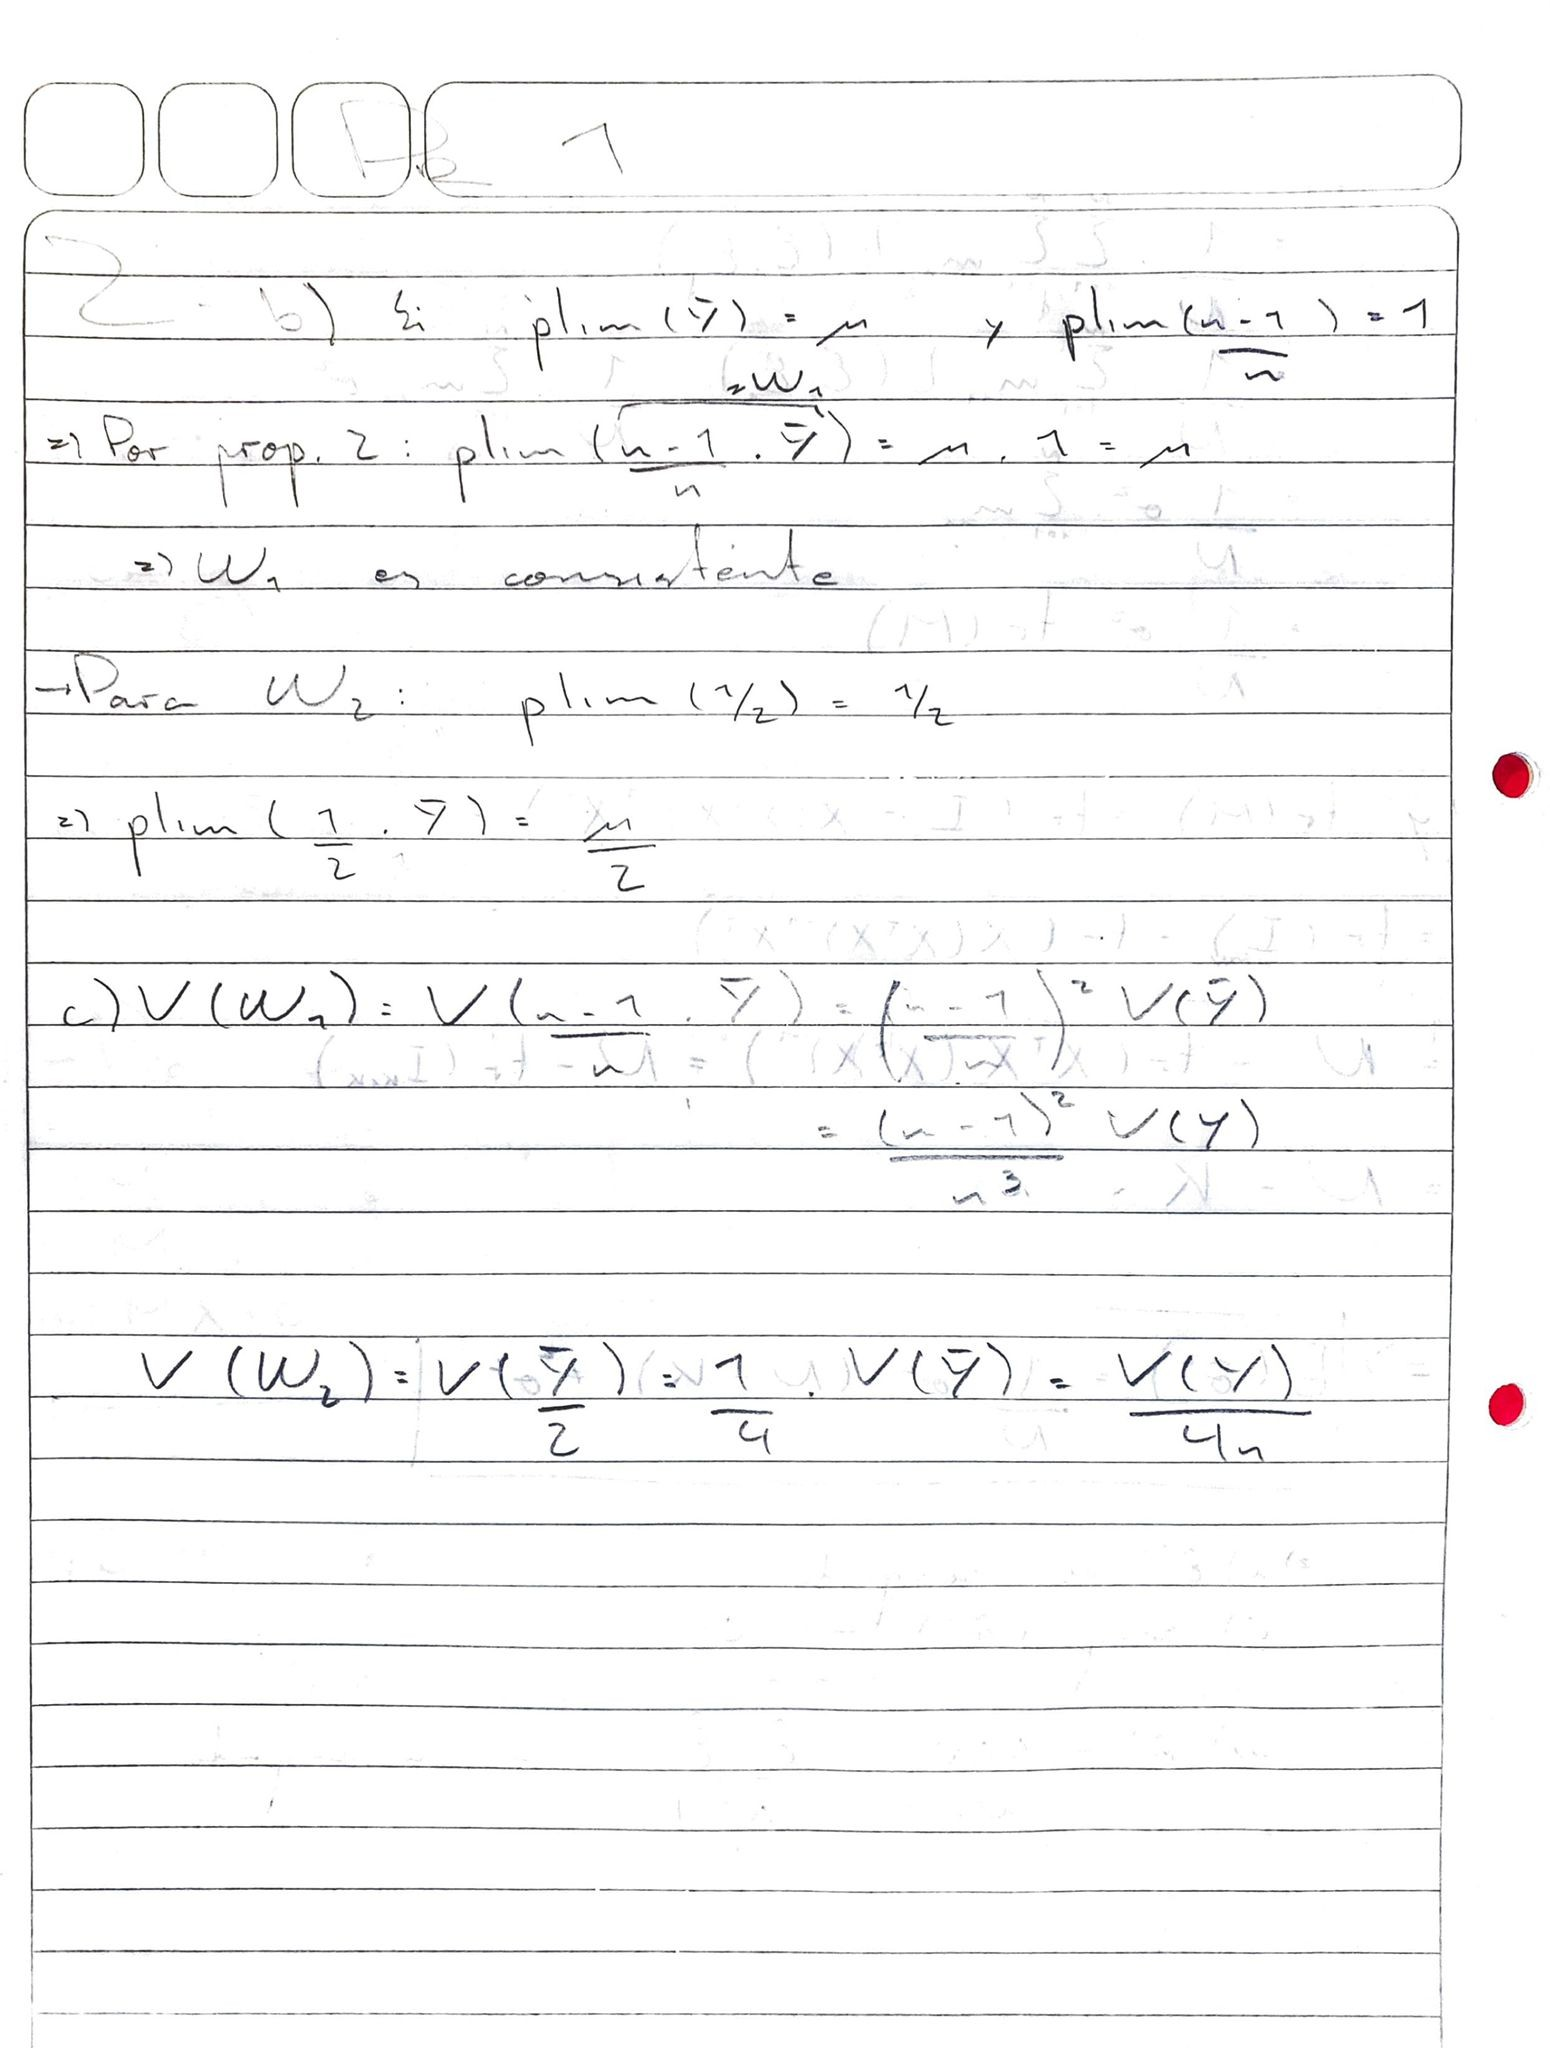 1
2. b) Si plim(ȳ) = μ y plim(n-1/n) = 1
= W₁
=> Por prop. 2: plim(n-1/n . ȳ) = μ . 1 = μ
=> W₁ es consistente
→ Para W₂: plim(1/2) = 1/2
=> plim(1/2 . ȳ) = μ/2
c) V(W₁) = V(n-1/n . ȳ) = (n-1/n)² V(ȳ)
= (n-1)²/n³ V(y)
V(W₂) = V(ȳ/2) = 1/4 . V(ȳ) = V(y)/4n